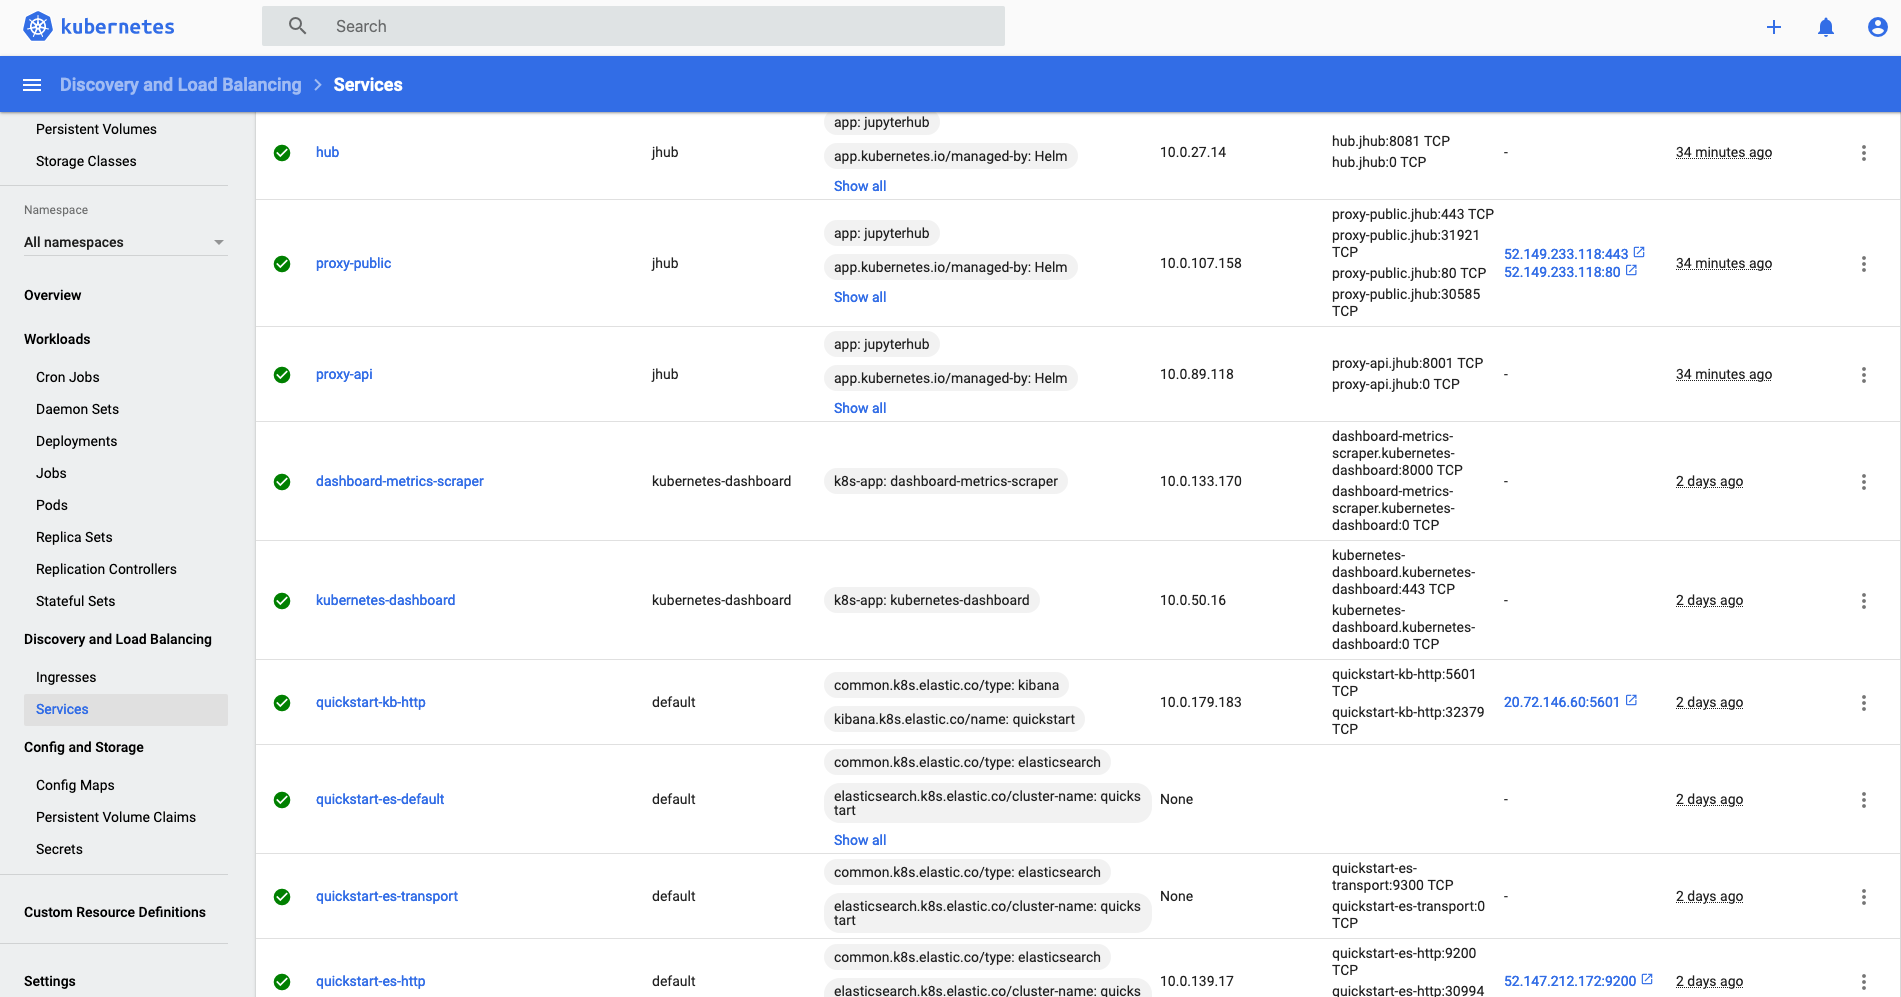 kubernetes
Search
Discovery and Load Balancing > Services
Persistent Volumes
Storage Classes
Namespace
All namespaces
Overview
Workloads
Cron Jobs
Daemon Sets
Deployments
Jobs
Pods
Replica Sets
Replication Controllers
Stateful Sets
Discovery and Load Balancing
Ingresses
Services
Config and Storage
Config Maps
Persistent Volume Claims
Secrets
Custom Resource Definitions
Settings
hub
jhub
app: jupyterhub
app.kubernetes.io/managed-by: Helm
Show all
10.0.27.14
hub.jhub:8081 TCP
hub.jhub:0 TCP
-
34 minutes ago
proxy-public
jhub
app: jupyterhub
app.kubernetes.io/managed-by: Helm
Show all
10.0.107.158
proxy-public.jhub:443 TCP
proxy-public.jhub:31921
TCP
proxy-public.jhub:80 TCP
proxy-public.jhub:30585
TCP
52.149.233.118:443
52.149.233.118:80
34 minutes ago
proxy-api
jhub
app: jupyterhub
app.kubernetes.io/managed-by: Helm
Show all
10.0.89.118
proxy-api.jhub:8001 TCP
proxy-api.jhub:0 TCP
-
34 minutes ago
dashboard-metrics-scraper
kubernetes-dashboard
k8s-app: dashboard-metrics-scraper
10.0.133.170
dashboard-metrics-
scraper.kubernetes-
dashboard:8000 TCP
dashboard-metrics-
scraper.kubernetes-
dashboard:0 TCP
-
2 days ago
kubernetes-dashboard
kubernetes-dashboard
k8s-app: kubernetes-dashboard
10.0.50.16
kubernetes-
dashboard.kubernetes-
dashboard:443 TCP
kubernetes-
dashboard.kubernetes-
dashboard:0 TCP
-
2 days ago
quickstart-kb-http
default
common.k8s.elastic.co/type: kibana
kibana.k8s.elastic.co/name: quickstart
10.0.179.183
quickstart-kb-http:5601
TCP
quickstart-kb-http:32379
TCP
20.72.146.60:5601
2 days ago
quickstart-es-default
default
common.k8s.elastic.co/type: elasticsearch
elasticsearch.k8s.elastic.co/cluster-name: quicks
tart
Show all
None
-
2 days ago
quickstart-es-transport
default
common.k8s.elastic.co/type: elasticsearch
elasticsearch.k8s.elastic.co/cluster-name: quicks
tart
None
quickstart-es-
transport:9300 TCP
quickstart-es-transport:0
TCP
-
2 days ago
quickstart-es-http
default
common.k8s.elastic.co/type: elasticsearch
elasticsearch.k8s.elastic.co/cluster-name: quicks
10.0.139.17
quickstart-es-http:9200
TCP
quickstart-es-http:30994
52.147.212.172:9200
2 days ago